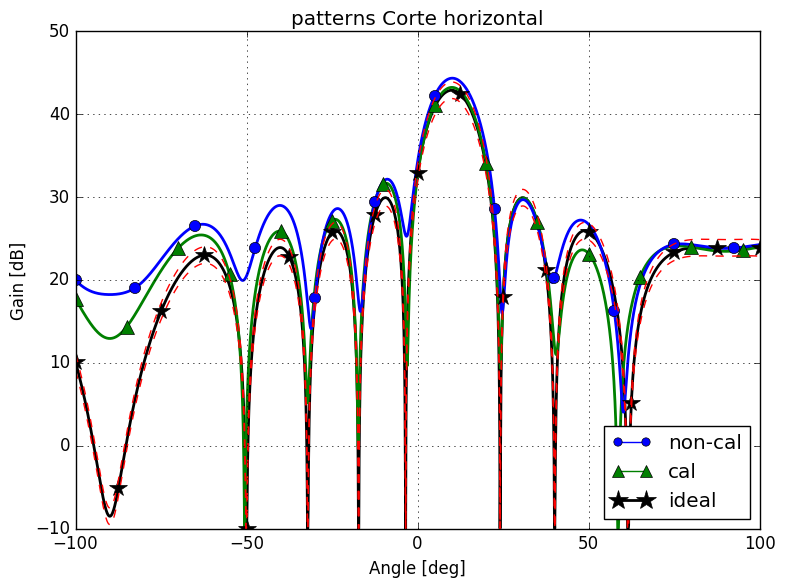 patterns Corte horizontal
50
40
30
20
10
0
−10
Gain [dB]
−100
−50
0
50
100
Angle [deg]
non-cal
cal
ideal